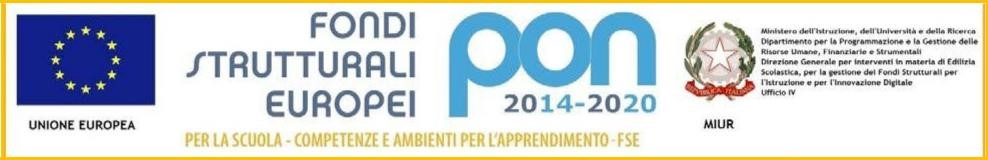 UNIONE EUROPEA
FONDI
STRUTTURALI
EUROPEI
pon
2014-2020
PER LA SCUOLA - COMPETENZE E AMBIENTI PER L'APPRENDIMENTO-FSE
REPUBBLICA ITALIANA
MIUR
Ministero dell'Istruzione, dell'Università e della Ricerca
Dipartimento per la Programmazione e la Gestione delle
Risorse Umane, Finanziarie e Strumentali
Direzione Generale per interventi in materia di Edilizia
Scolastica, per la gestione dei Fondi Strutturali per
l'Istruzione e per l'Innovazione Digitale
Ufficio IV